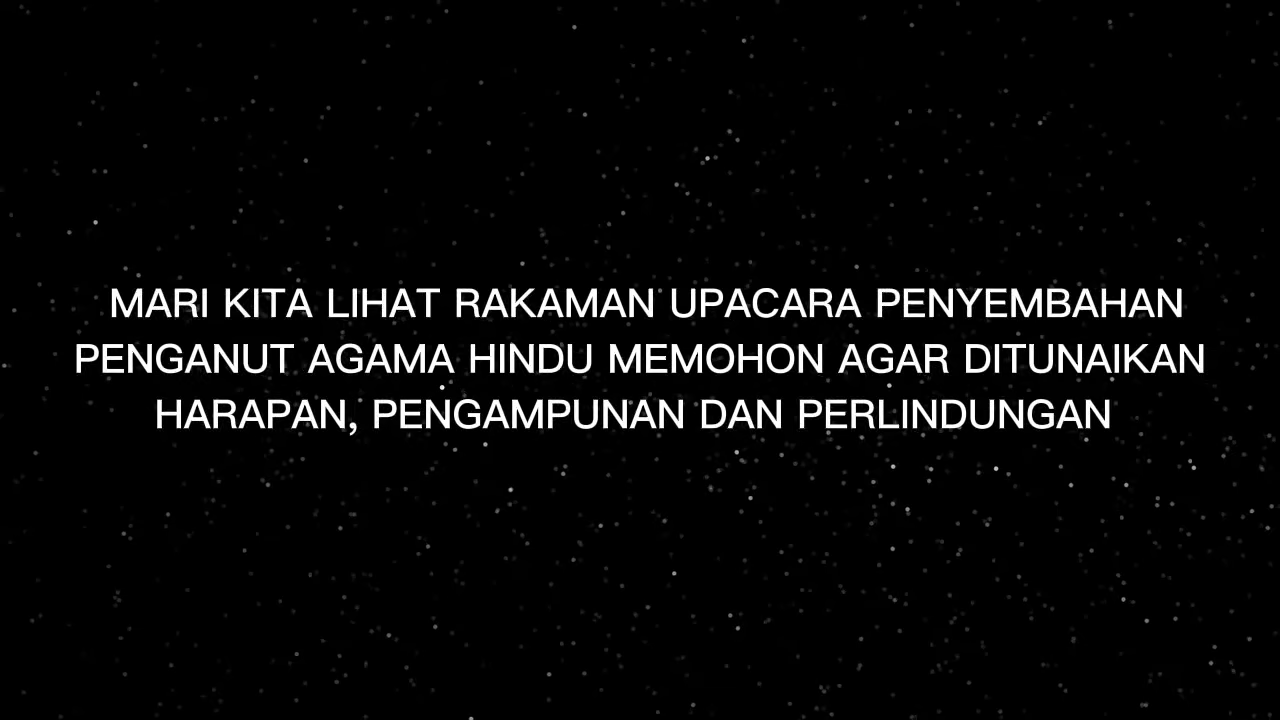 MARI KITA LIHAT RAKAMAN UPACARA PENYEMBAHAN
PENGANUT AGAMA HINDU MEMOHON AGAR DITUNAIKAN
HARAPAN, PENGAMPUNAN DAN PERLINDUNGAN